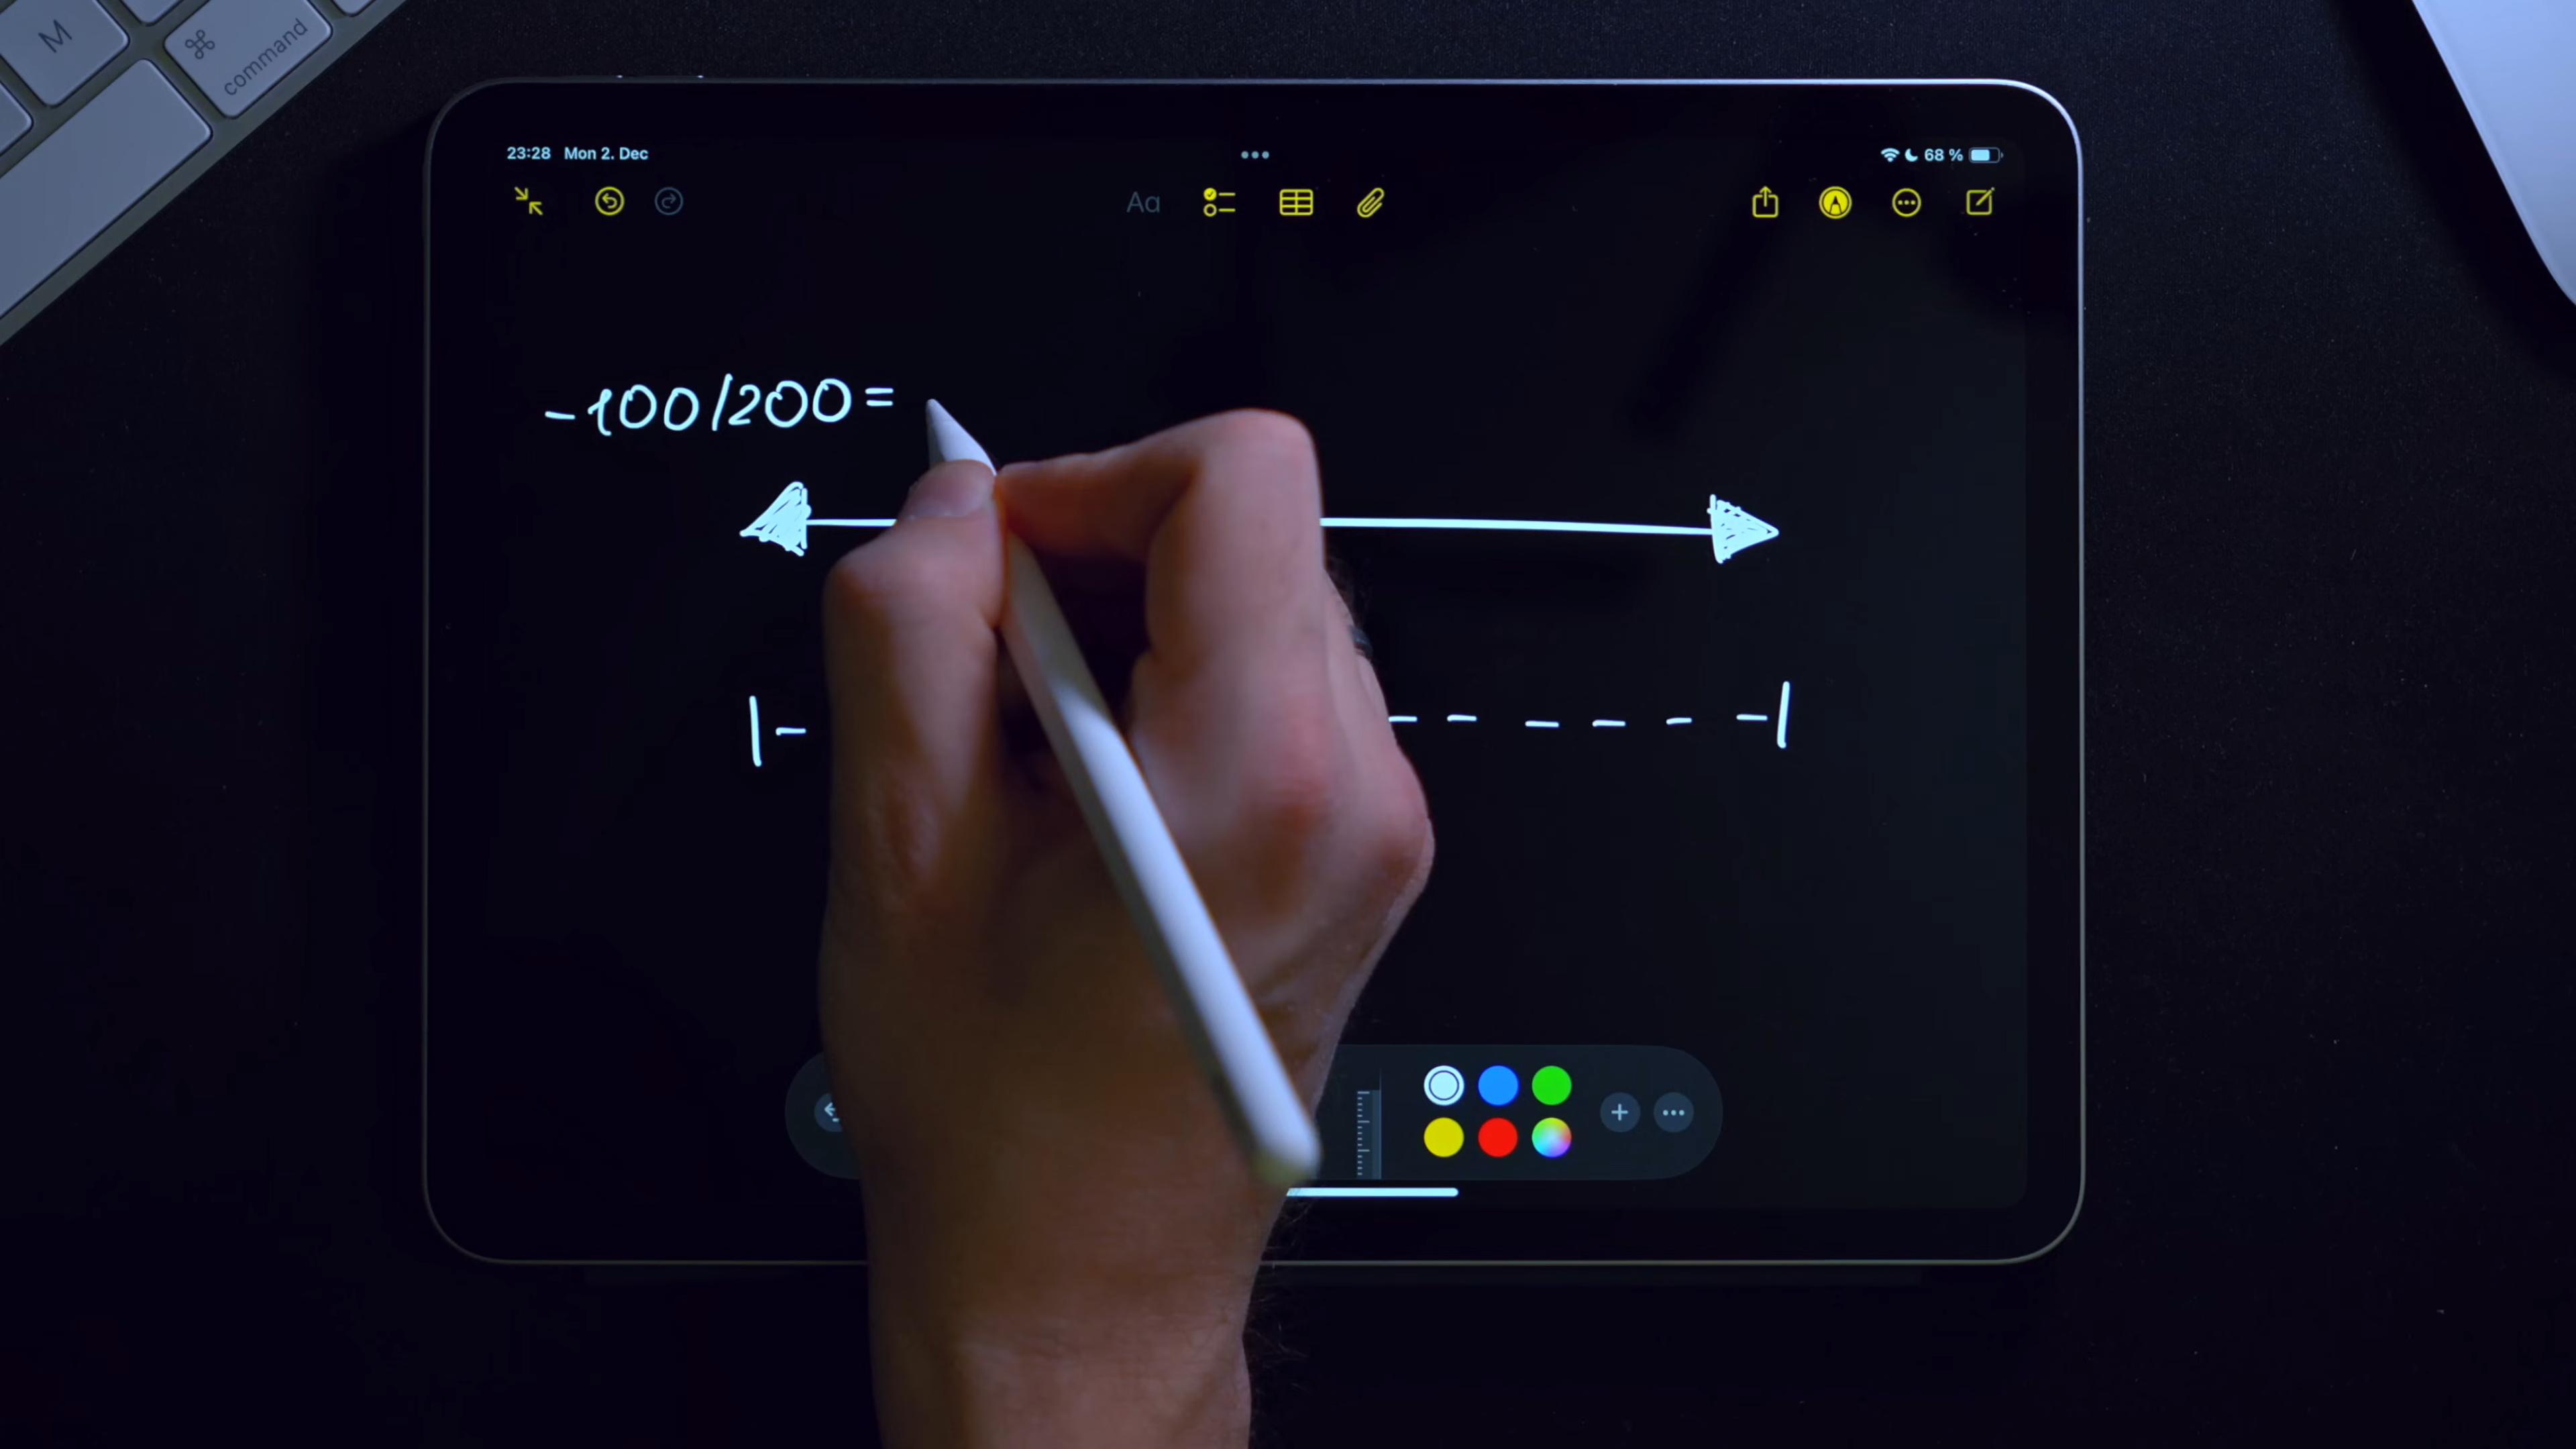 M
⌘
command
23:28 Mon 2. Dec
68 %
Aa
-100/200=